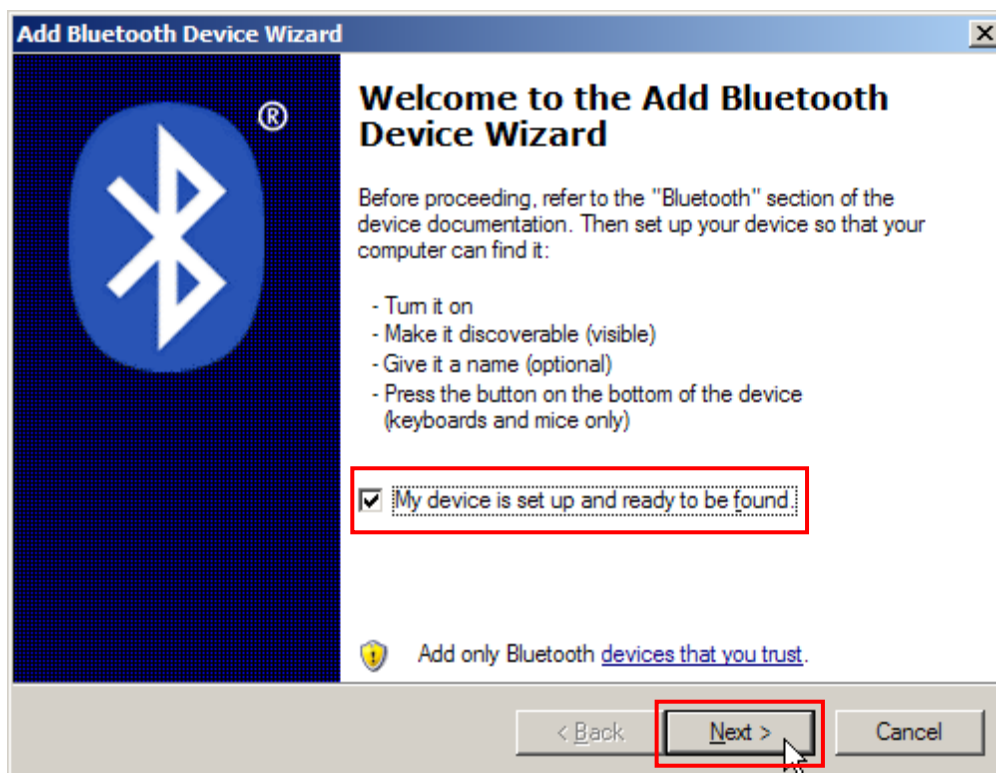 Add Bluetooth Device Wizard
®
Welcome to the Add Bluetooth
Device Wizard
Before proceeding, refer to the "Bluetooth" section of the
device documentation. Then set up your device so that your
computer can find it:
- Turn it on
- Make it discoverable (visible)
- Give it a name (optional)
- Press the button on the bottom of the device
(keyboards and mice only)
My device is set up and ready to be found.
Add only Bluetooth devices that you trust.
< Back
Next >
Cancel